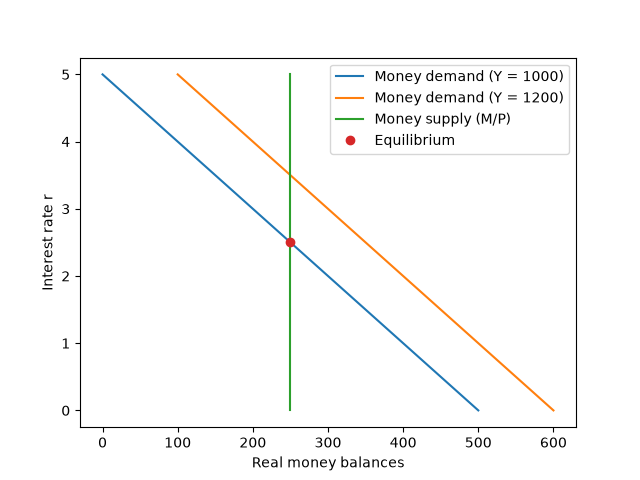 Money demand (Y = 1000)
Money demand (Y = 1200)
Money supply (M/P)
Equilibrium
5
4
3
2
1
0
Interest rate r
0 100 200 300 400 500 600
Real money balances